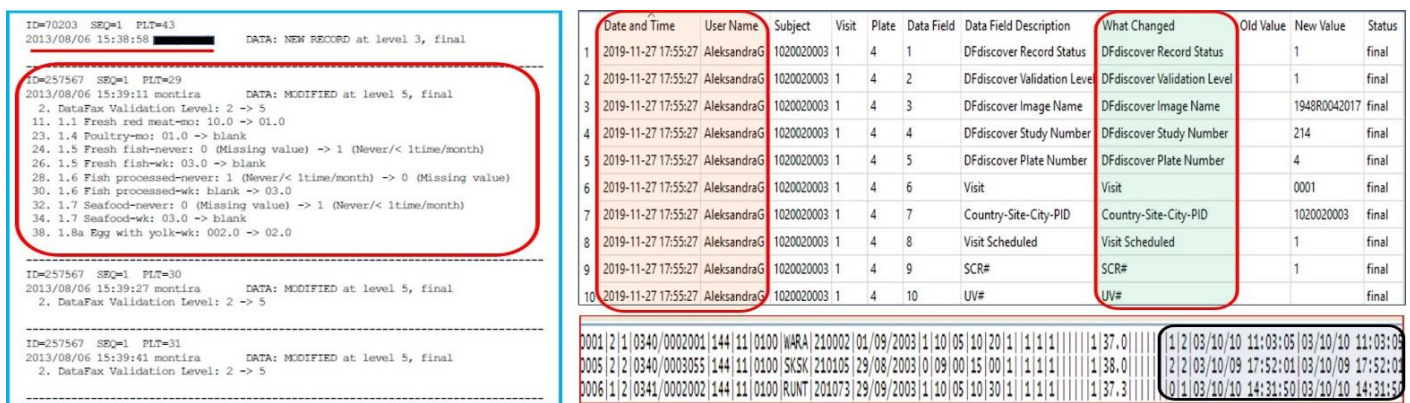 ID=70203 SEQ=1 PLT=43
2013/08/06 15:38:58 DATA: NEW RECORD at level 3, final
ID=257567 SEQ=1 PLT=29
2013/08/06 15:39:11 montira DATA: MODIFIED at level 5, final
2. DataFax Validation Level: 2 -> 5
11. 1.1 Fresh red meat-mo: 10.0 -> 01.0
23. 1.4 Poultry-mo: 01.0 -> blank
24. 1.5 Fresh fish-never: 0 (Missing value) -> 1 (Never/< 1time/month)
26. 1.5 Fresh fish-wk: 03.0 -> blank
28. 1.6 Fish processed-never: 1 (Never/< 1time/month) -> 0 (Missing value)
30. 1.6 Fish processed-wk: blank -> 03.0
32. 1.7 Seafood-never: 0 (Missing value) -> 1 (Never/< 1time/month)
34. 1.7 Seafood-wk: 03.0 -> blank
38. 1.8a Egg with yolk-wk: 002.0 -> 02.0
ID=257567 SEQ=1 PLT=30
2013/08/06 15:39:27 montira DATA: MODIFIED at level 5, final
2. DataFax Validation Level: 2 -> 5
ID=257567 SEQ=1 PLT=31
2013/08/06 15:39:41 montira DATA: MODIFIED at level 5, final
2. DataFax Validation Level: 2 -> 5
Date and Time User Name Subject Visit Plate Data Field Data Field Description What Changed Old Value New Value Status
1 2019-11-27 17:55:27 AleksandraG 1020020003 1 4 1 DFdiscover Record Status DFdiscover Record Status 1 final
2 2019-11-27 17:55:27 AleksandraG 1020020003 1 4 2 DFdiscover Validation Level DFdiscover Validation Level 1 final
3 2019-11-27 17:55:27 AleksandraG 1020020003 1 4 3 DFdiscover Image Name DFdiscover Image Name 1948R0042017 final
4 2019-11-27 17:55:27 AleksandraG 1020020003 1 4 4 DFdiscover Study Number DFdiscover Study Number 214 final
5 2019-11-27 17:55:27 AleksandraG 1020020003 1 4 5 DFdiscover Plate Number DFdiscover Plate Number 4 final
6 2019-11-27 17:55:27 AleksandraG 1020020003 1 4 6 Visit Visit 0001 final
7 2019-11-27 17:55:27 AleksandraG 1020020003 1 4 7 Country-Site-City-PID Country-Site-City-PID 1020020003 final
8 2019-11-27 17:55:27 AleksandraG 1020020003 1 4 8 Visit Scheduled Visit Scheduled 1 final
9 2019-11-27 17:55:27 AleksandraG 1020020003 1 4 9 SCR# SCR# 1 final
10 2019-11-27 17:55:27 AleksandraG 1020020003 1 4 10 UV# UV# final
0001|2|1|0340/0002001|144|11|0100|WARA|210002|01/09/2003|1|10|05|10|20|1||1|1|1||||||1|37.0||||||1|2|03/10/10 11:03:05|03/10/10 11:03:05
0005|2|2|0340/0003055|144|11|0100|SKSK|210105|29/08/2003|0|09|00|15|00|1||1|1|1||||||1|38.0||||||2|2|03/10/09 17:52:01|03/10/09 17:52:01
0006|1|2|0341/0002002|144|11|0100|RUNT|201073|29/09/2003|1|10|05|10|30|1||1|1|1||||||1|37.3||||||0|1|03/10/10 14:31:50|03/10/10 14:31:50